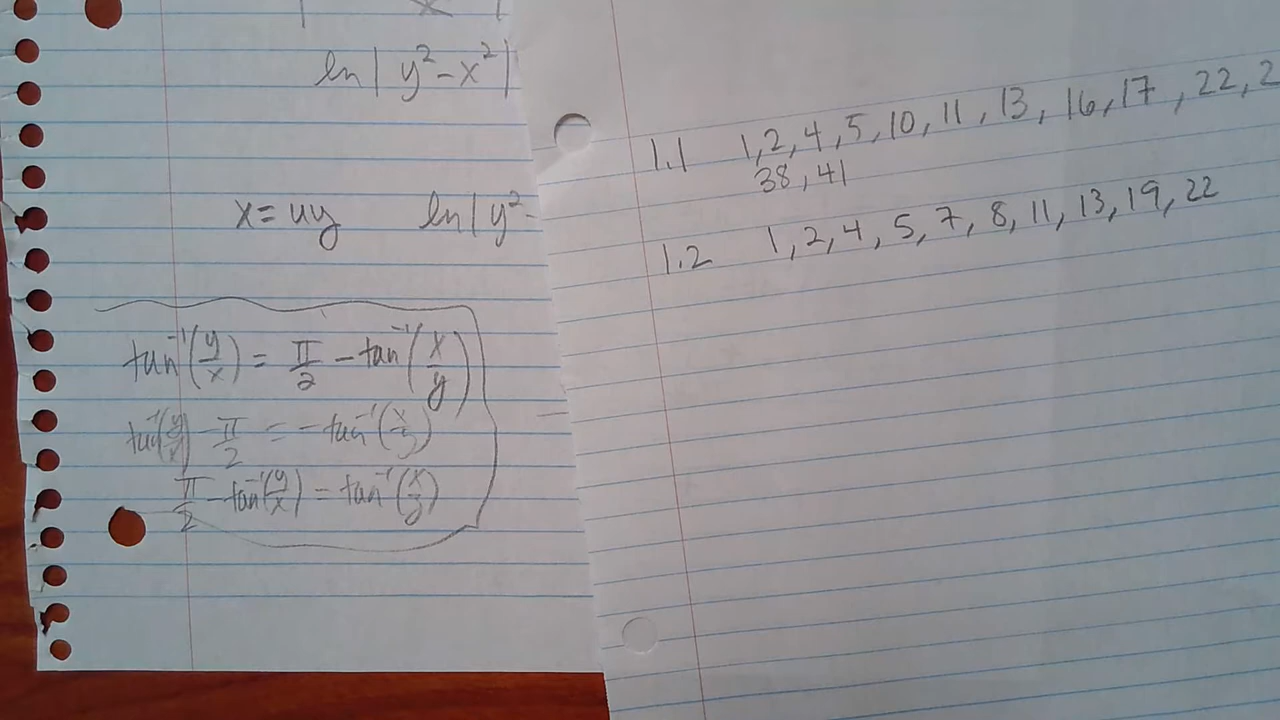 ln| y² - x² |
x = uy ln| y² -
tan⁻¹(y/x) = π/2 - tan⁻¹(x/y)
tan⁻¹(y/x) - π/2 = - tan⁻¹(x/y)
π/2 - tan⁻¹(y/x) = tan⁻¹(x/y)
1.1 1, 2, 4, 5, 10, 11, 13, 16, 17, 22, 2
38, 41
1.2 1, 2, 4, 5, 7, 8, 11, 13, 19, 22